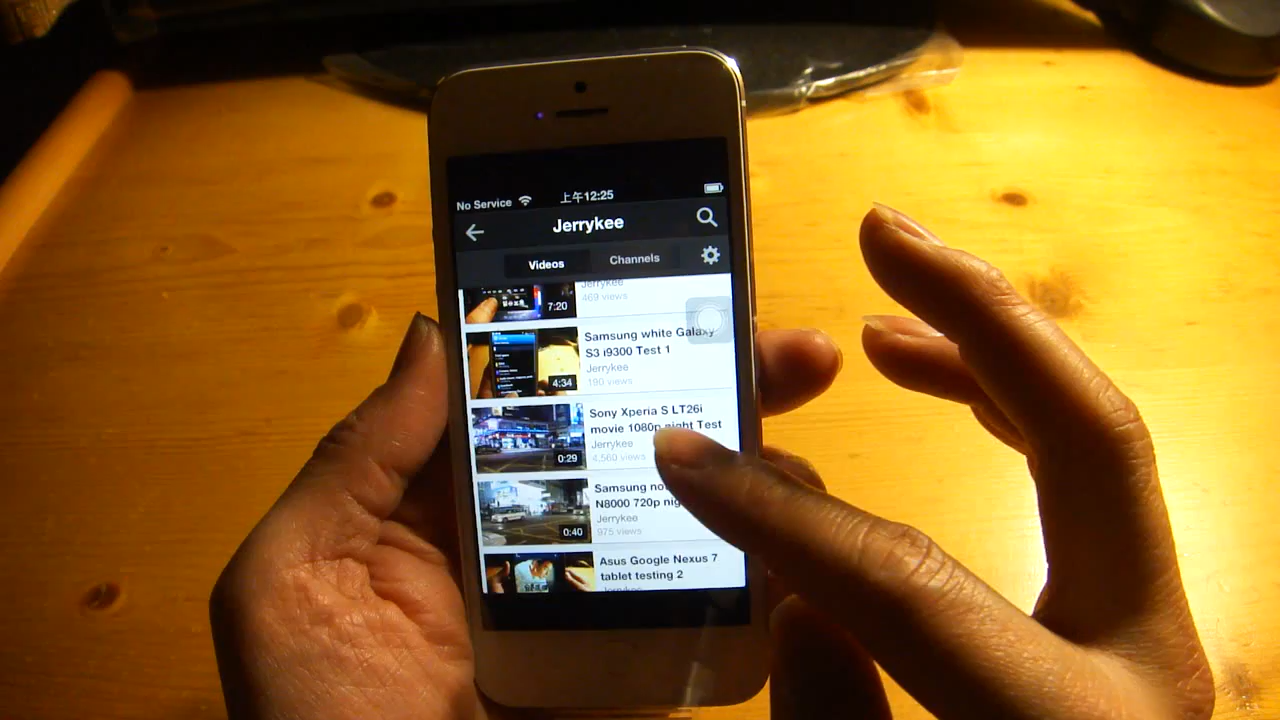 No Service 上午12:25
Jerrykee
Videos Channels
Jerrykee
469 views
7:20
Samsung white Galaxy
S3 i9300 Test 1
Jerrykee
190 views
4:34
Sony Xperia S LT26i
movie 1080p night Test
Jerrykee
4,560 views
0:29
Samsung
N8000 720p
Jerrykee
975 views
0:40
Asus Google Nexus 7
tablet testing 2
Jerrykee